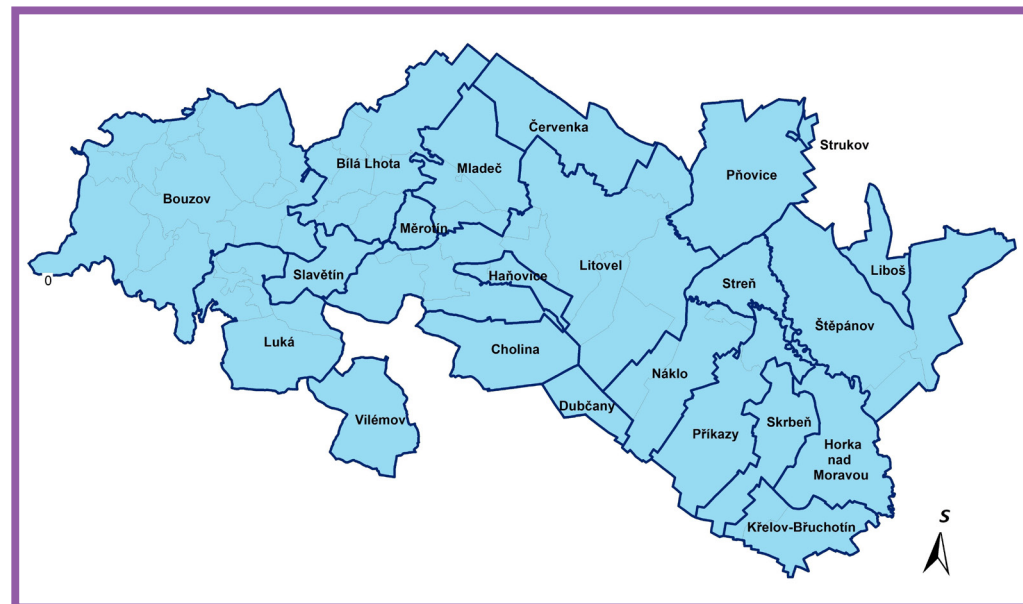 Červenka
Strukov
Bílá Lhota
Mladeč
Pňovice
Bouzov
Měrotín
Slavětín
Haňovice
Litovel
Liboš
0
Streň
Štěpánov
Luká
Cholina
Náklo
Dubčany
Vilémov
Příkazy
Skrbeň
Horka
nad
Moravou
S
Křelov-Břuchotín